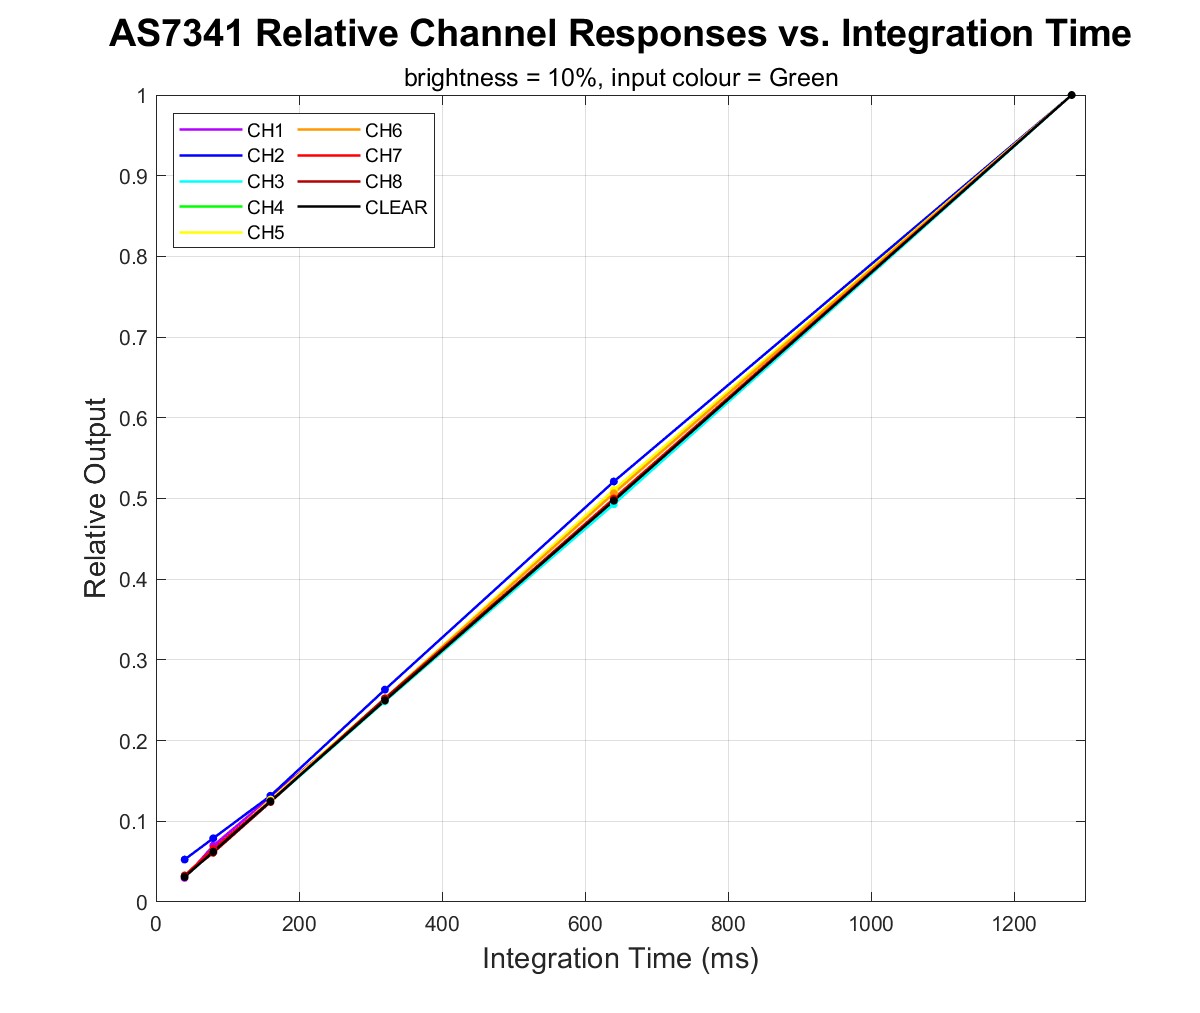 AS7341 Relative Channel Responses vs. Integration Time
brightness = 10%, input colour = Green
1
0.9
0.8
0.7
0.6
0.5
0.4
0.3
0.2
0.1
0
Relative Output
CH1 CH6
CH2 CH7
CH3 CH8
CH4 CLEAR
CH5
0 200 400 600 800 1000 1200
Integration Time (ms)